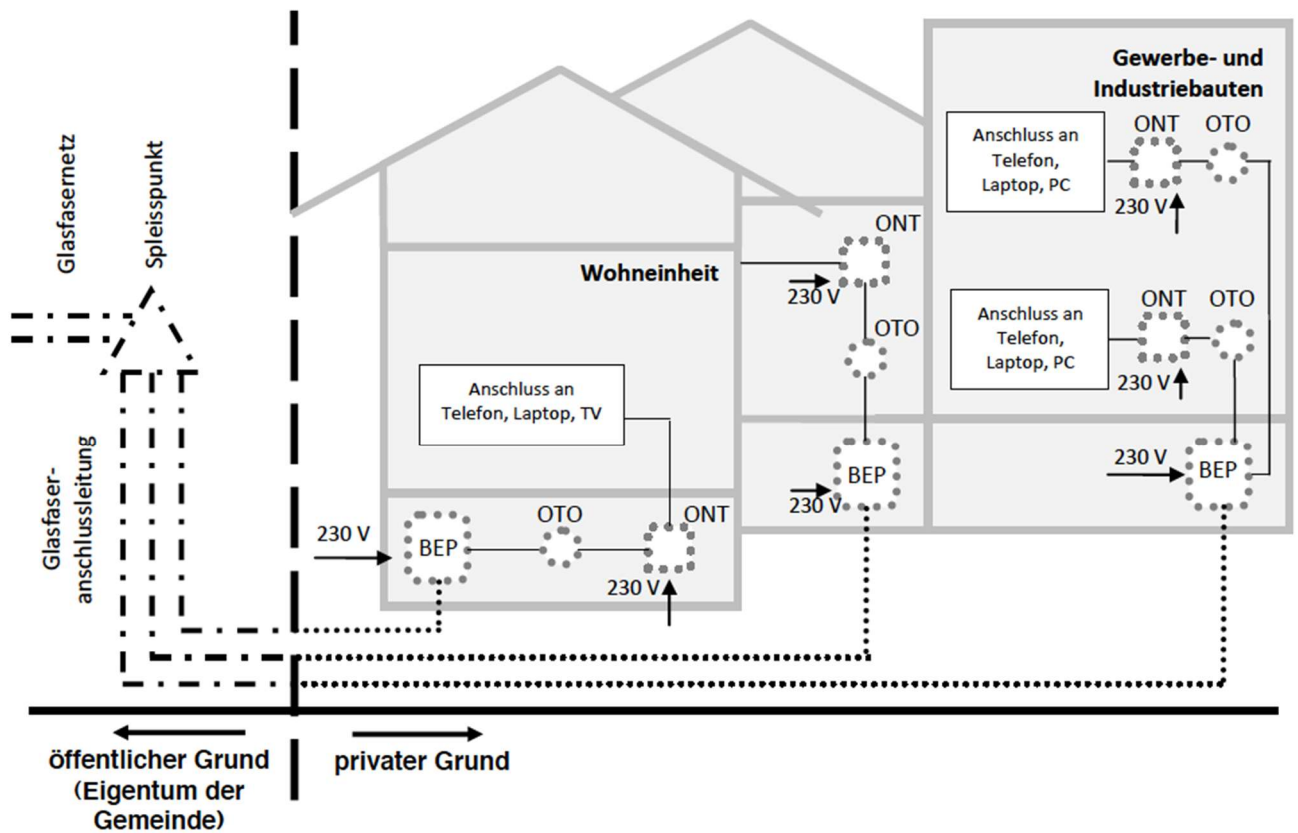 Glasfasernetz
Spleisspunkt
Glasfaser-
anschlussleitung
Wohneinheit
Anschluss an
Telefon, Laptop, TV
230 V
BEP
OTO
ONT
230 V
ONT
230 V
OTO
BEP
230 V
Gewerbe- und
Industriebauten
Anschluss an
Telefon,
Laptop, PC
ONT
OTO
230 V
Anschluss an
Telefon,
Laptop, PC
ONT
OTO
230 V
230 V
BEP
öffentlicher Grund
(Eigentum der
Gemeinde)
privater Grund